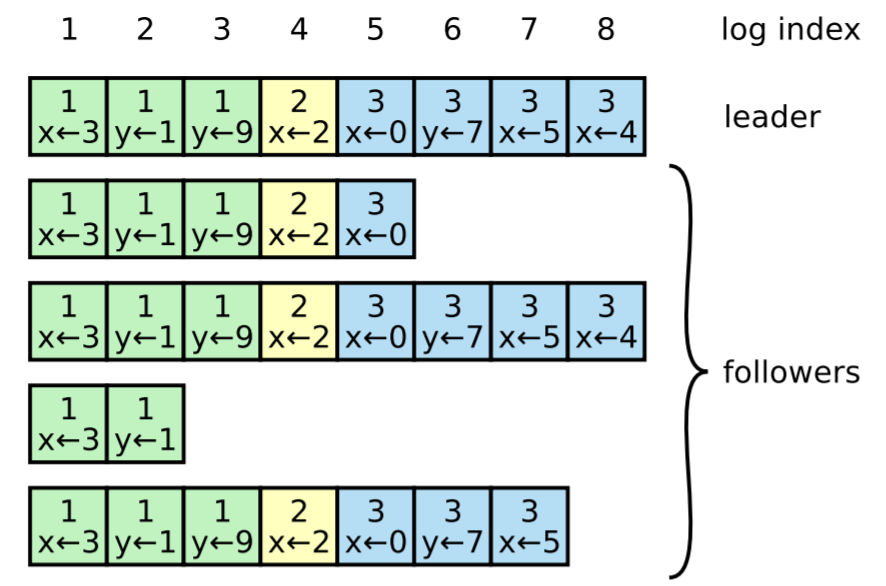 1 2 3 4 5 6 7 8 log index
1 1 1 2 3 3 3 3
x←3 y←1 y←9 x←2 x←0 y←7 x←5 x←4
leader
1 1 1 2 3
x←3 y←1 y←9 x←2 x←0
1 1 1 2 3 3 3 3
x←3 y←1 y←9 x←2 x←0 y←7 x←5 x←4
followers
1 1
x←3 y←1
1 1 1 2 3 3 3
x←3 y←1 y←9 x←2 x←0 y←7 x←5